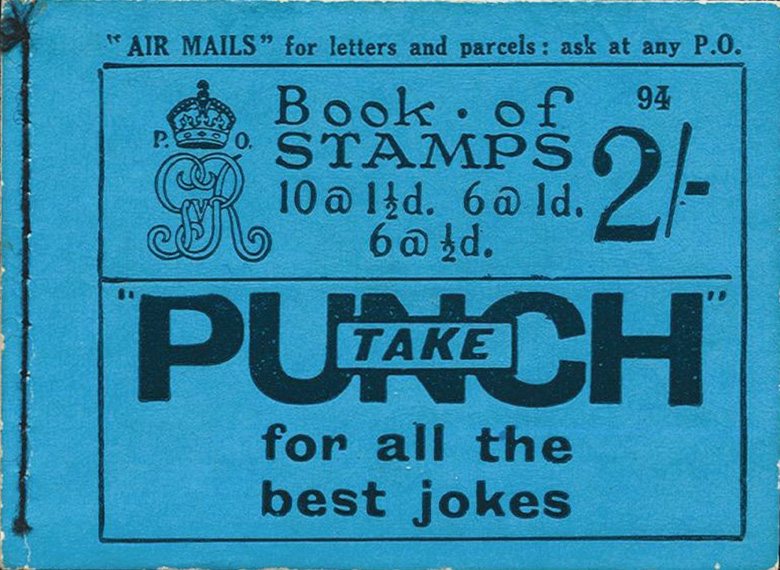 "AIR MAILS" for letters and parcels: ask at any P.O.
P. O.
GVR
Book · of
STAMPS
10@1½d. 6@1d.
6@½d.
94
2/-
"PUNCH"
TAKE
for all the
best jokes